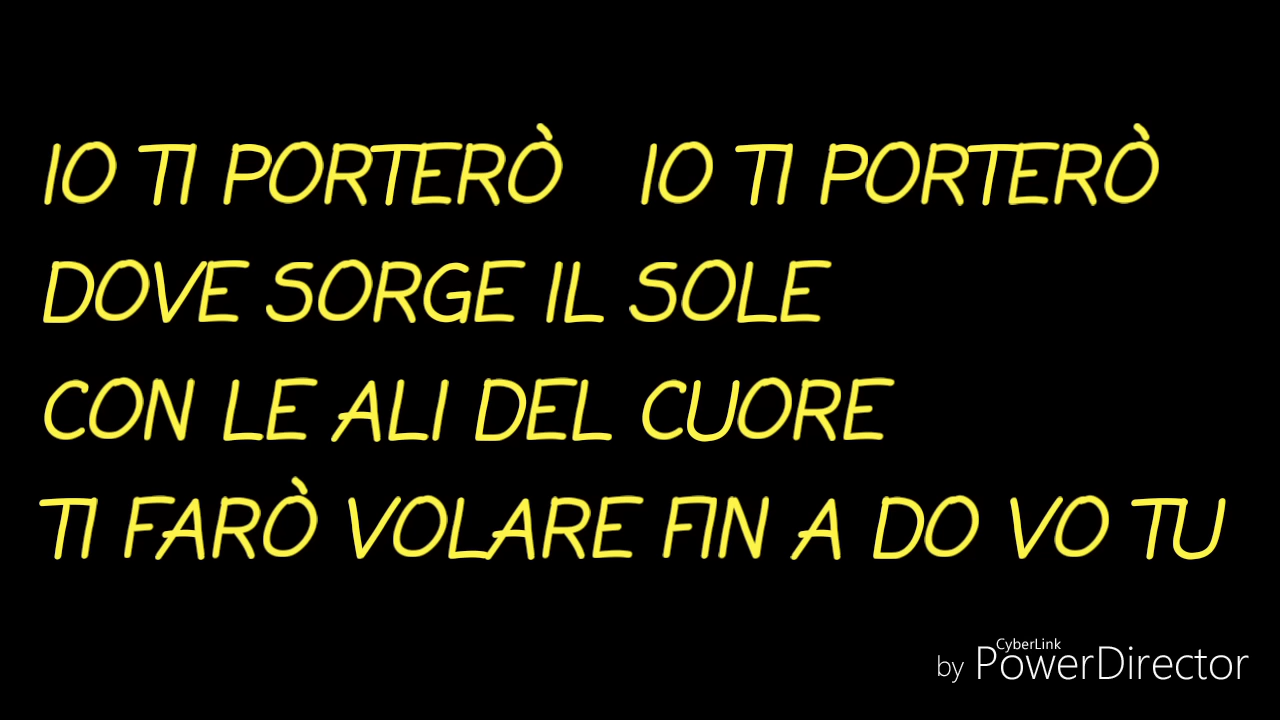 IO TI PORTERÒ IO TI PORTERÒ
DOVE SORGE IL SOLE
CON LE ALI DEL CUORE
TI FARÒ VOLARE FIN A DO VO TU
CyberLink
by PowerDirector